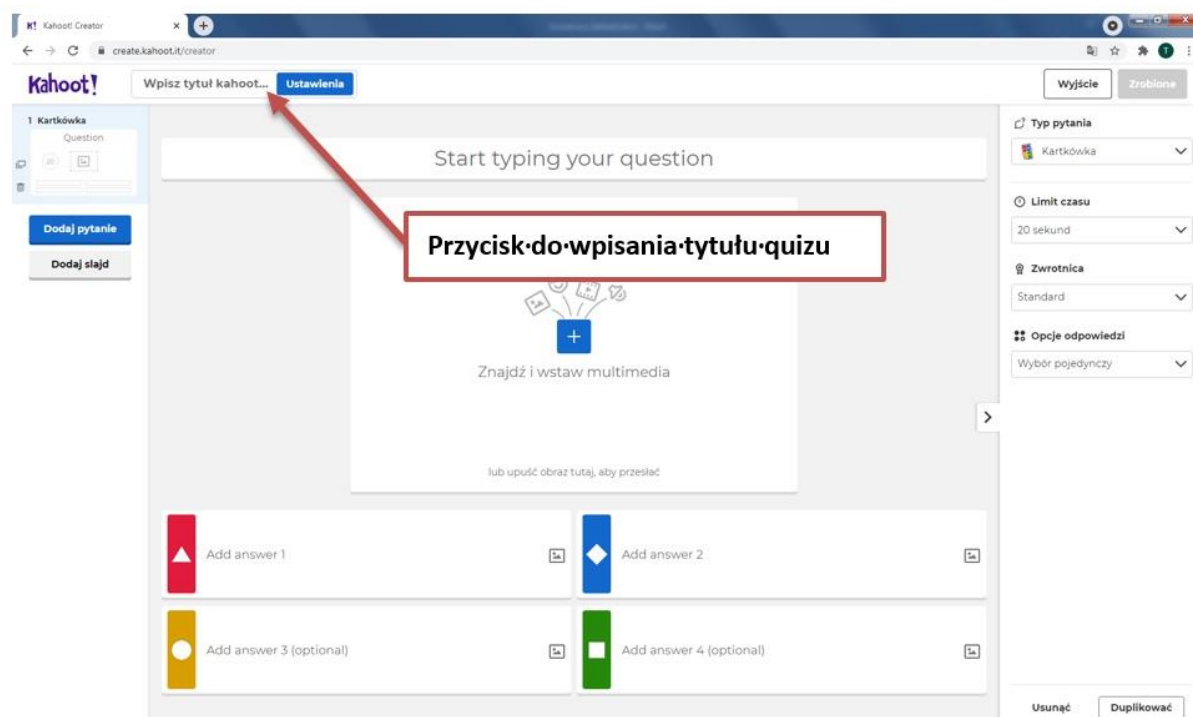 Kahoot! Creator
create.kahoot.it/creator
T
Kahoot!
Wpisz tytuł kahoot...
Ustawienia
Wyjście
Zrobione
1 Kartkówka
Question
Dodaj pytanie
Dodaj slajd
Start typing your question
Przycisk·do·wpisania·tytułu·quizu
Znajdź i wstaw multimedia
lub upuść obraz tutaj, aby przesłać
Add answer 1
Add answer 2
Add answer 3 (optional)
Add answer 4 (optional)
Typ pytania
Kartkówka
Limit czasu
20 sekund
Zwrotnica
Standard
Opcje odpowiedzi
Wybór pojedynczy
Usunąć
Duplikować